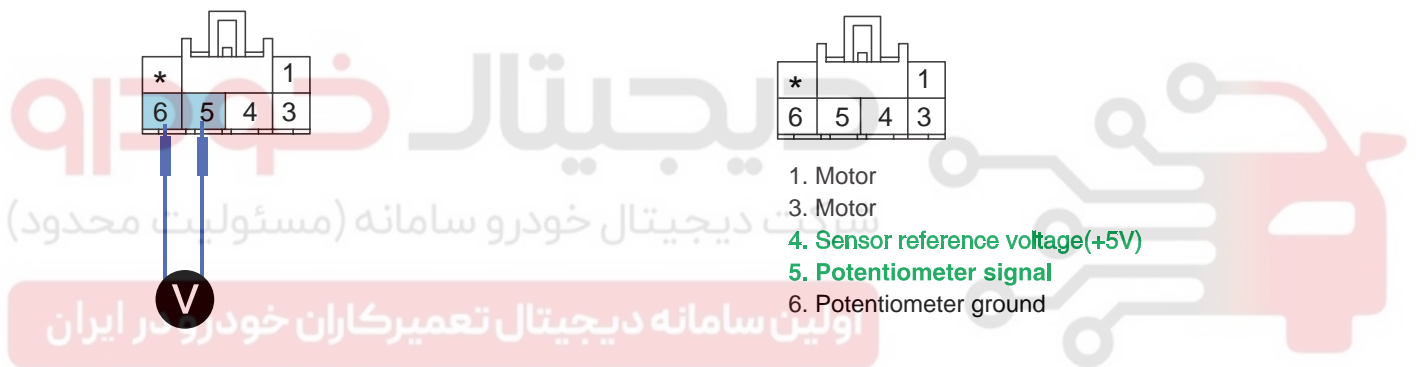 * 1
6 5 4 3
V
* 1
6 5 4 3
1. Motor
3. Motor
4. Sensor reference voltage(+5V)
5. Potentiometer signal
6. Potentiometer ground
دیجیتال خودرو
شرکت دیجیتال خودرو سامانه (مسئولیت محدود)
اولین سامانه دیجیتال تعمیرکاران خودرو در ایران